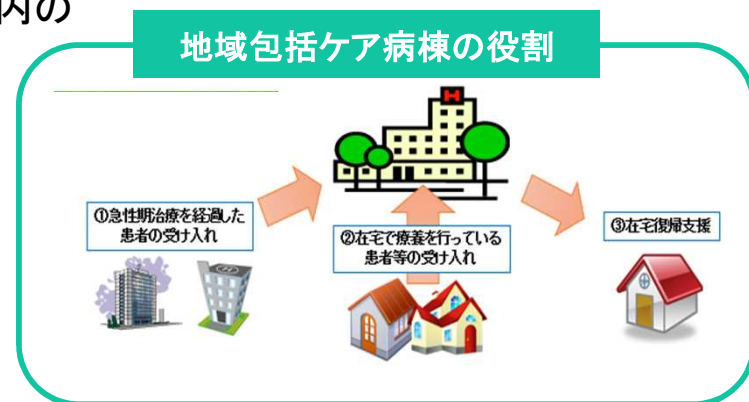 内の
地域包括ケア病棟の役割
H
①急性期治療を経過した
患者の受け入れ
②在宅で療養を行っている
患者等の受け入れ
③在宅復帰支援
H